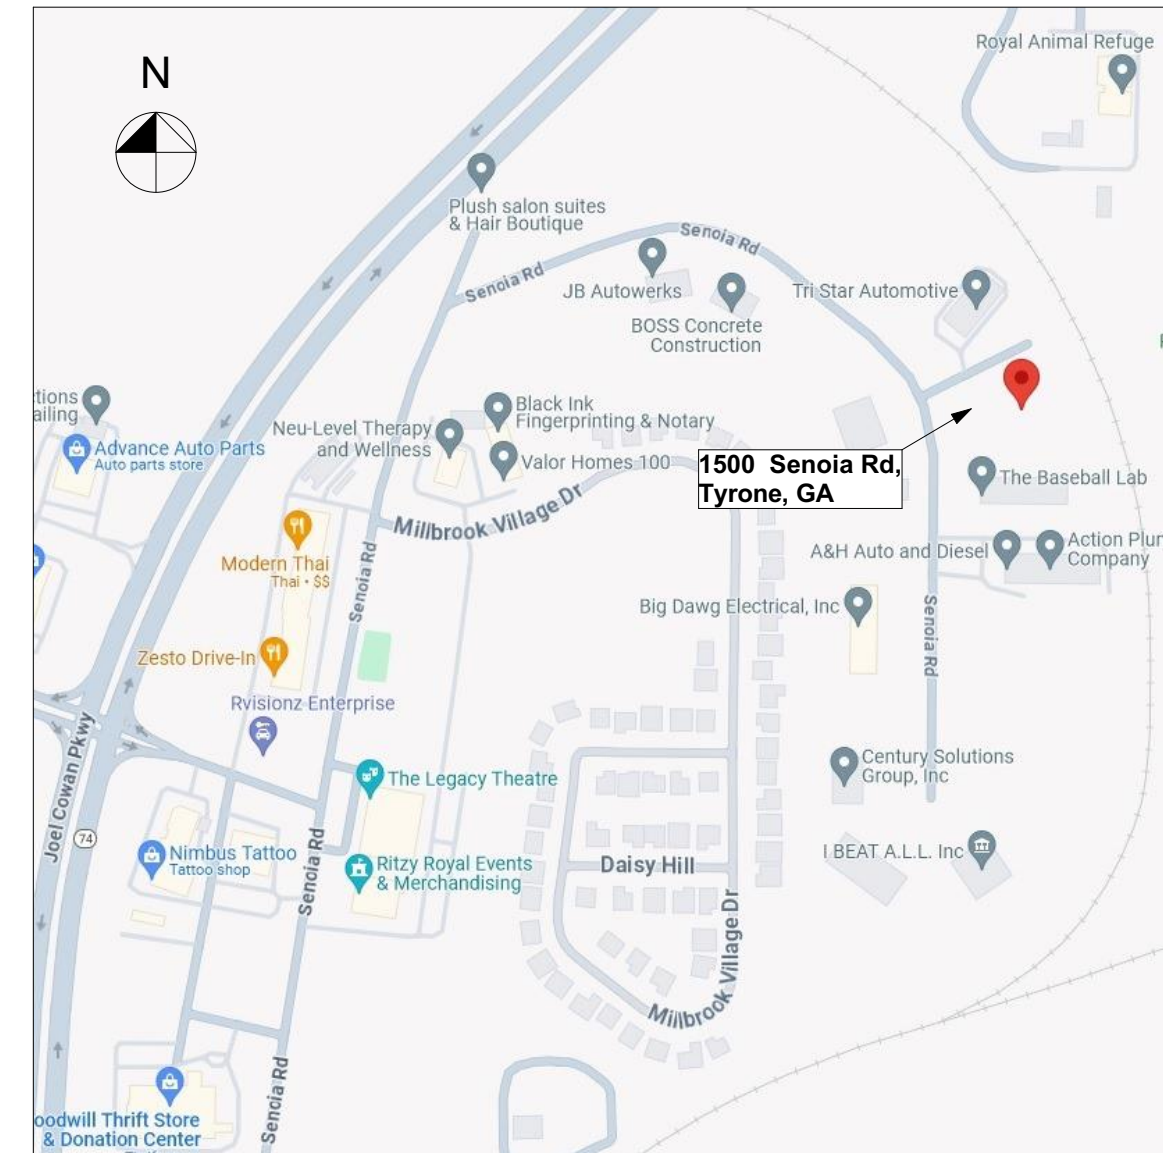 N
Royal Animal Refuge
Plush salon suites
& Hair Boutique
Senoia Rd
Senoia Rd
JB Autowerks
Tri Star Automotive
BOSS Concrete
Construction
ctions
ailing
Advance Auto Parts
Auto parts store
Neu-Level Therapy
and Wellness
Black Ink
Fingerprinting & Notary
Valor Homes 100
1500 Senoia Rd,
Tyrone, GA
The Baseball Lab
Millbrook Village Dr
Modern Thai
Thai • $$
Senoia Rd
A&H Auto and Diesel
Action Plum
Company
Big Dawg Electrical, Inc
Senoia Rd
Zesto Drive-In
Rvisionz Enterprise
Joel Cowan Pkwy
74
The Legacy Theatre
Century Solutions
Group, Inc
Nimbus Tattoo
Tattoo shop
Senoia Rd
Ritzy Royal Events
& Merchandising
Daisy Hill
I BEAT A.L.L. Inc
Millbrook Village Dr
Senoia Rd
oodwill Thrift Store
& Donation Center